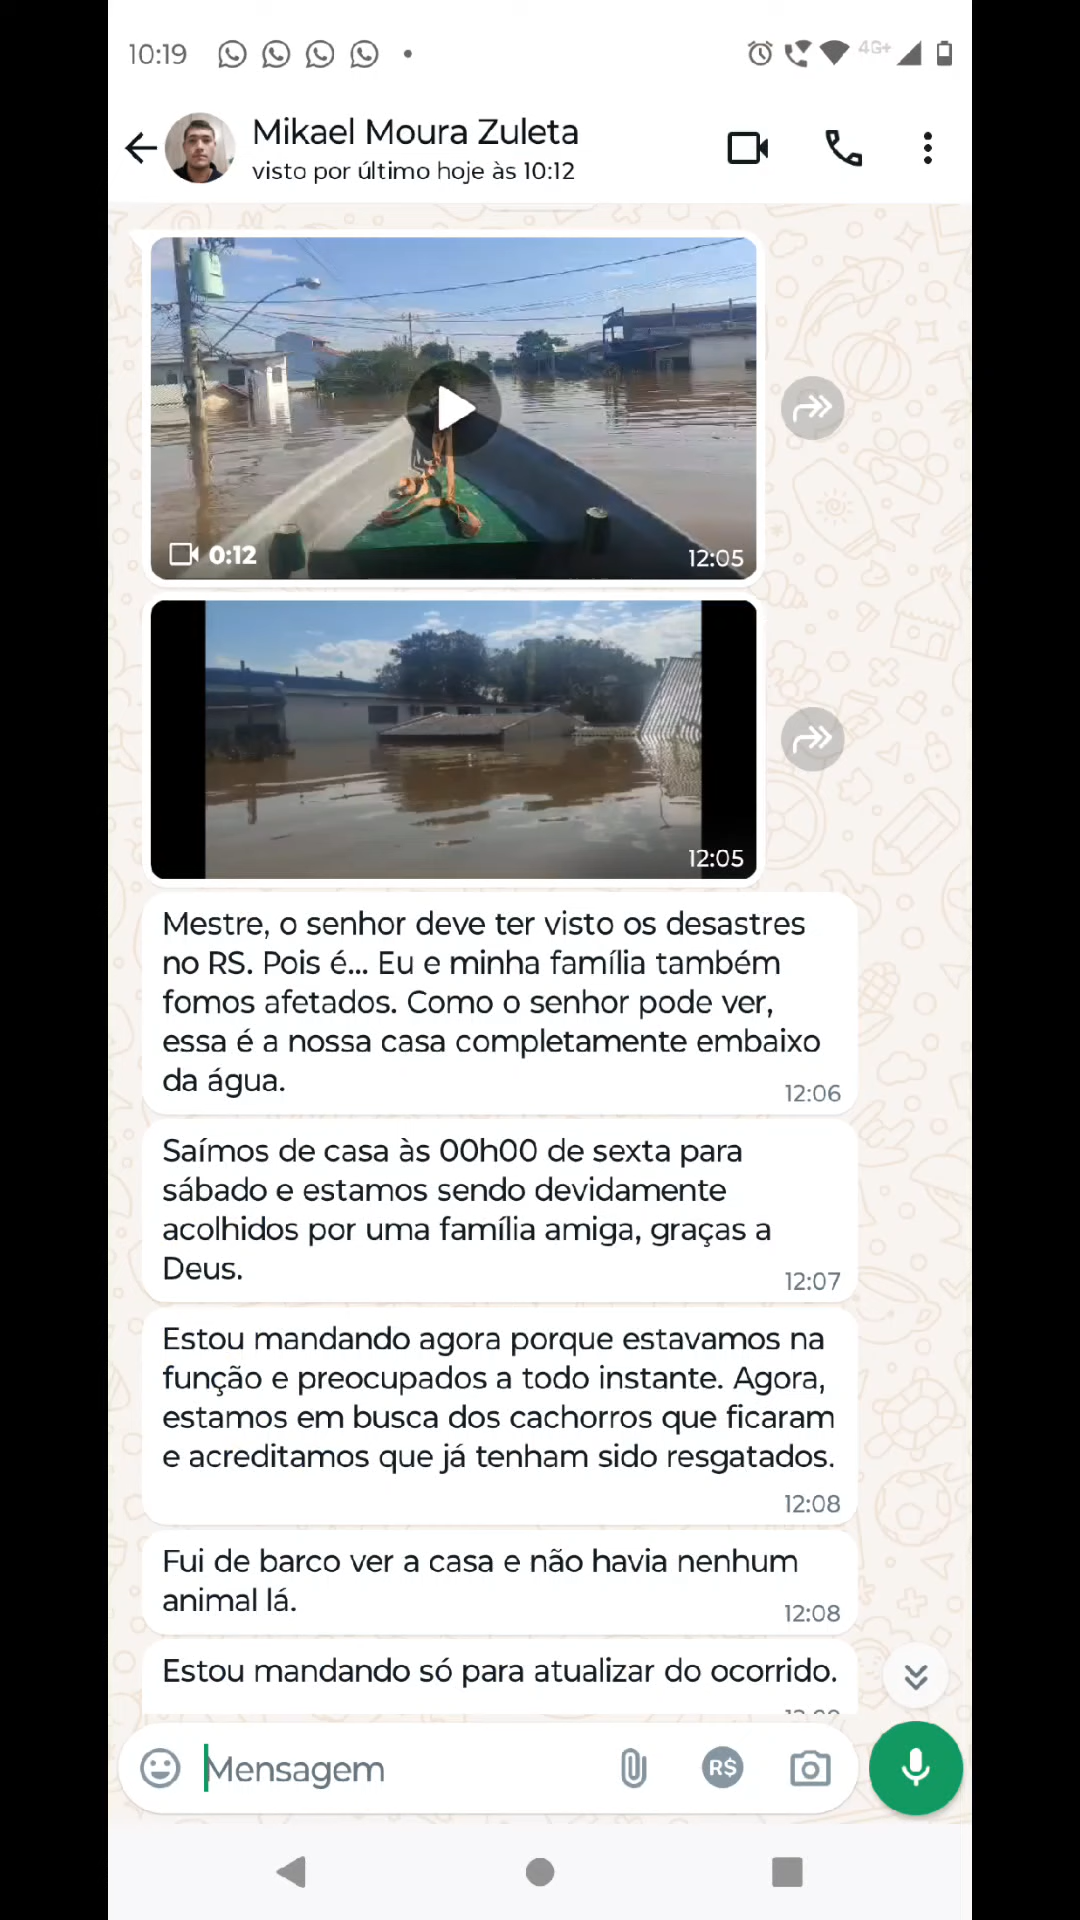 10:19
4G+
Mikael Moura Zuleta
visto por último hoje às 10:12
0:12
12:05
12:05
Mestre, o senhor deve ter visto os desastres
no RS. Pois é... Eu e minha família também
fomos afetados. Como o senhor pode ver,
essa é a nossa casa completamente embaixo
da água.
12:06
Saímos de casa às 00h00 de sexta para
sábado e estamos sendo devidamente
acolhidos por uma família amiga, graças a
Deus.
12:07
Estou mandando agora porque estavamos na
função e preocupados a todo instante. Agora,
estamos em busca dos cachorros que ficaram
e acreditamos que já tenham sido resgatados.
12:08
Fui de barco ver a casa e não havia nenhum
animal lá.
12:08
Estou mandando só para atualizar do ocorrido.
Mensagem
R$